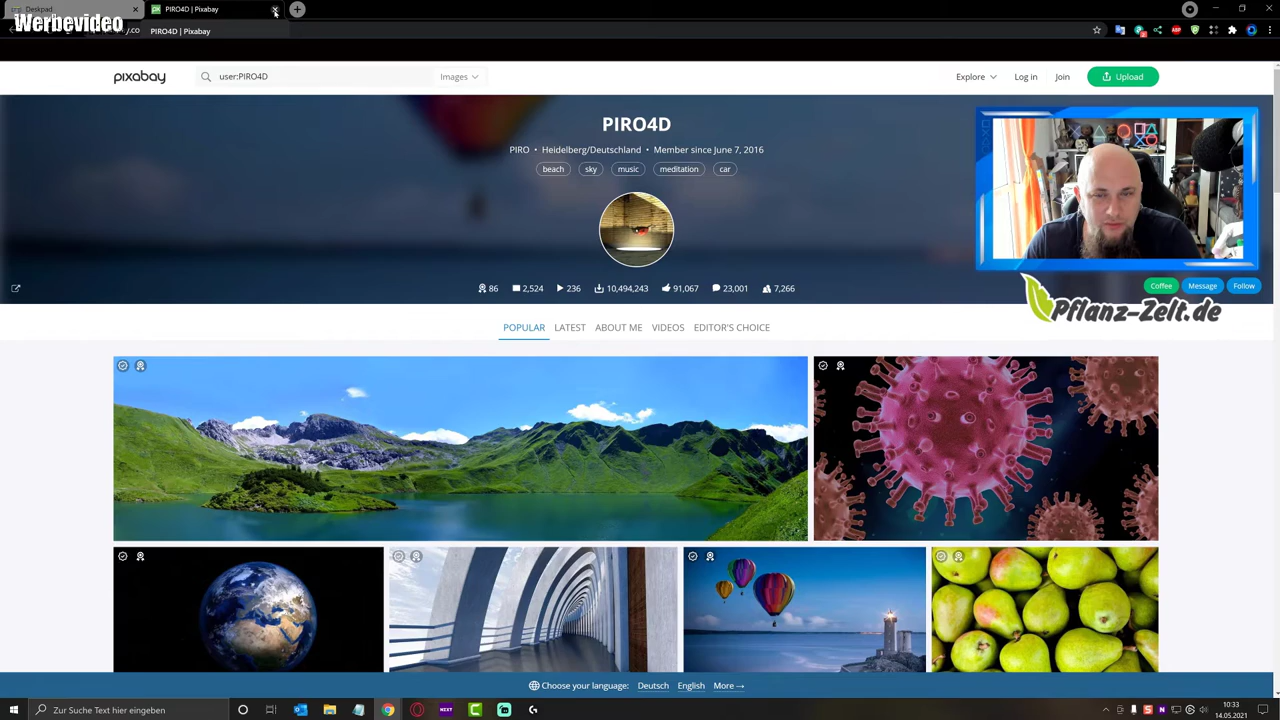 Deskpad
PIRO4D | Pixabay
Werbevideo
PIRO4D | Pixabay
pixabay
user:PIRO4D
Images
Explore
Log in
Join
Upload
PIRO4D
PIRO • Heidelberg/Deutschland • Member since June 7, 2016
beach
sky
music
meditation
car
86
2,524
236
10,494,243
91,067
23,001
7,266
Coffee
Message
Follow
Pflanz-Zelt.de
POPULAR
LATEST
ABOUT ME
VIDEOS
EDITOR'S CHOICE
Choose your language:
Deutsch
English
More →
Zur Suche Text hier eingeben
10:33
14.05.2021